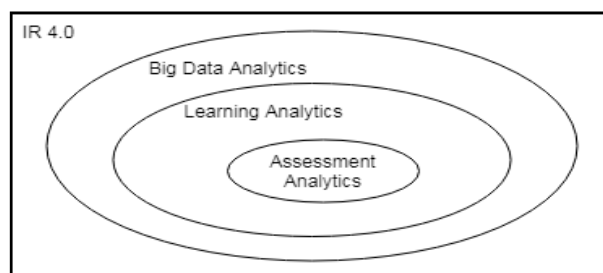 IR 4.0
Big Data Analytics
Learning Analytics
Assessment
Analytics